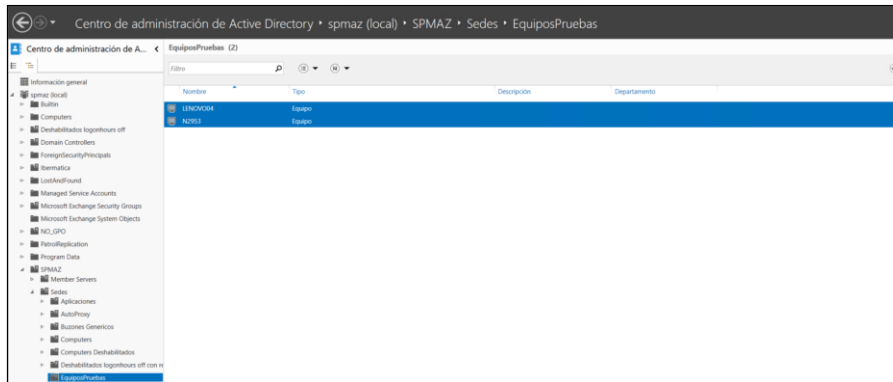 Centro de administración de Active Directory • spmaz (local) • SPMAZ • Sedes • EquiposPruebas
Centro de administración de A...
EquiposPruebas (2)
Filtro
Información general
spmaz (local)
Builtin
Computers
Deshabilitados logonhours off
Domain Controllers
ForeignSecurityPrincipals
Ibermatica
LostAndFound
Managed Service Accounts
Microsoft Exchange Security Groups
Microsoft Exchange System Objects
NO_GPO
PatrolReplication
Program Data
SPMAZ
Member Servers
Sedes
Aplicaciones
AutoProxy
Buzones Genericos
Computers
Computers Deshabilitados
Deshabilitados logonhours off con
EquiposPruebas
Nombre Tipo Descripción Departamento
LENOVO04 Equipo
N2953 Equipo